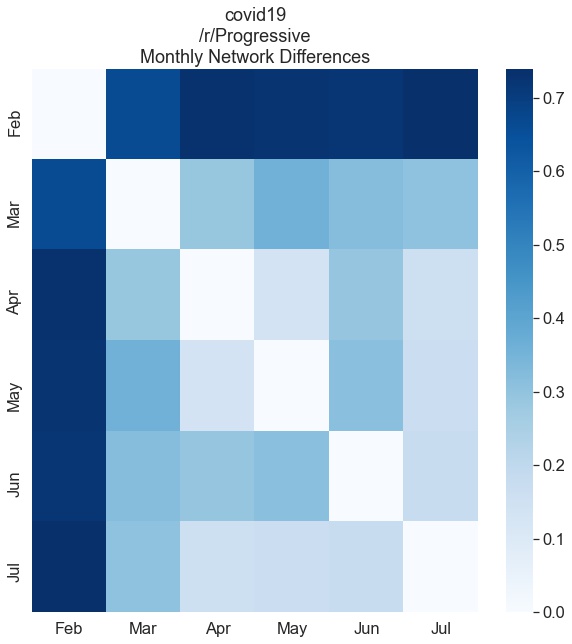 covid19
/r/Progressive
Monthly Network Differences
Feb
Mar
Apr
May
Jun
Jul
Feb Mar Apr May Jun Jul
0.7
0.6
0.5
0.4
0.3
0.2
0.1
0.0